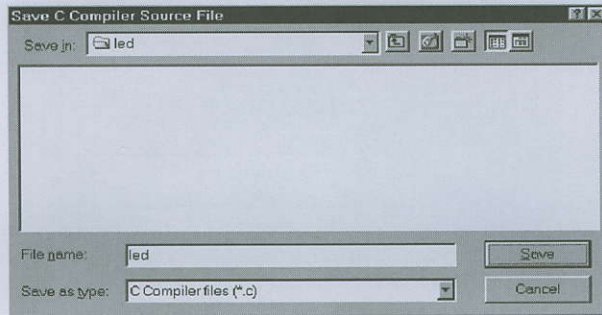 Save C Compiler Source File
Save in: led
File name: led Save
Save as type: C Compiler files (*.c) Cancel